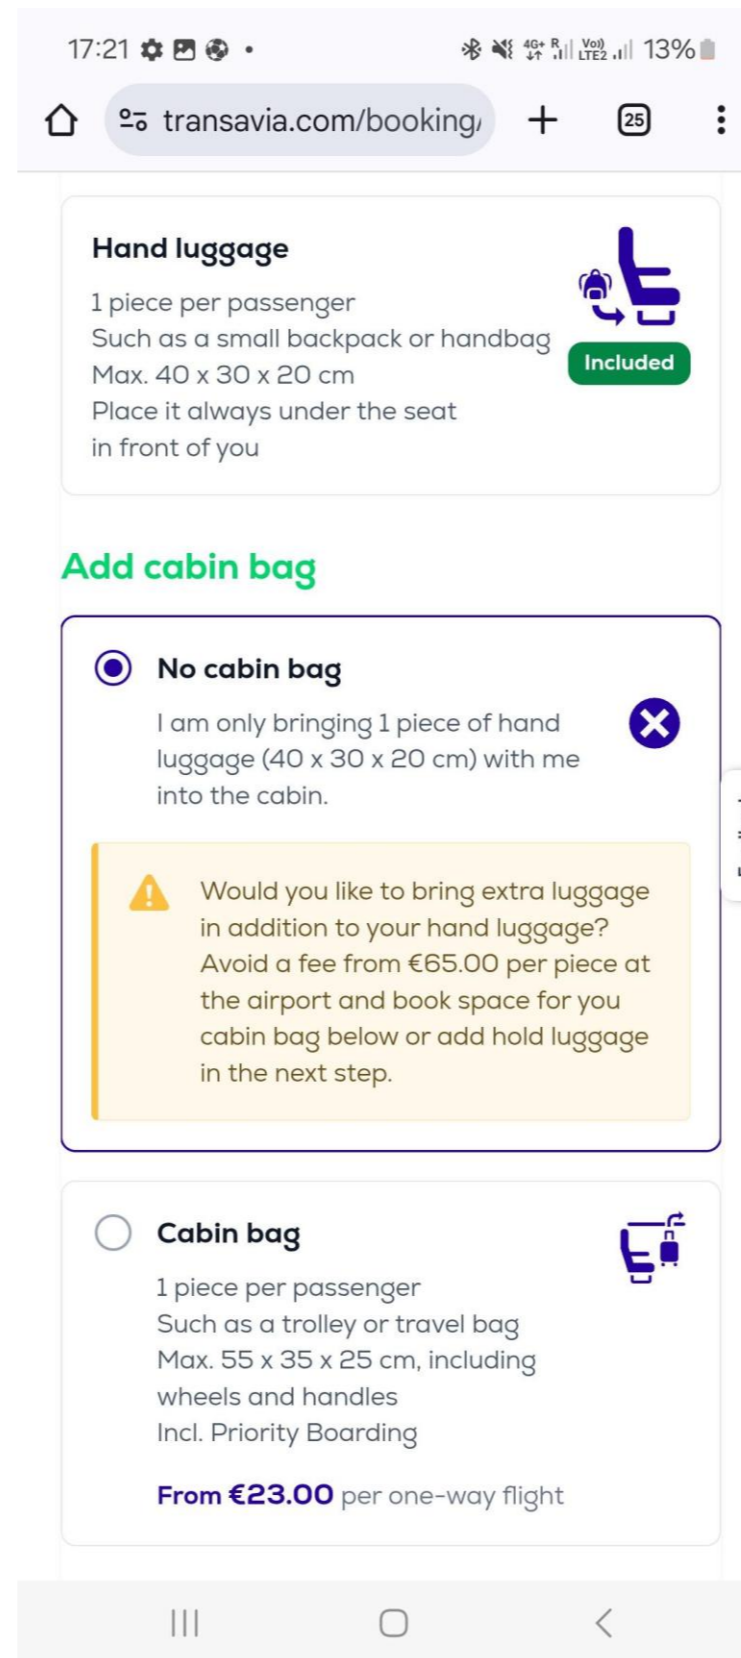 17:21
4G+ R Vo)) LTE2 13%
transavia.com/booking/
25
Hand luggage
1 piece per passenger
Such as a small backpack or handbag
Max. 40 x 30 x 20 cm
Place it always under the seat
in front of you
Included
Add cabin bag
No cabin bag
I am only bringing 1 piece of hand
luggage (40 x 30 x 20 cm) with me
into the cabin.
Would you like to bring extra luggage
in addition to your hand luggage?
Avoid a fee from €65.00 per piece at
the airport and book space for you
cabin bag below or add hold luggage
in the next step.
Cabin bag
1 piece per passenger
Such as a trolley or travel bag
Max. 55 x 35 x 25 cm, including
wheels and handles
Incl. Priority Boarding
From €23.00 per one-way flight